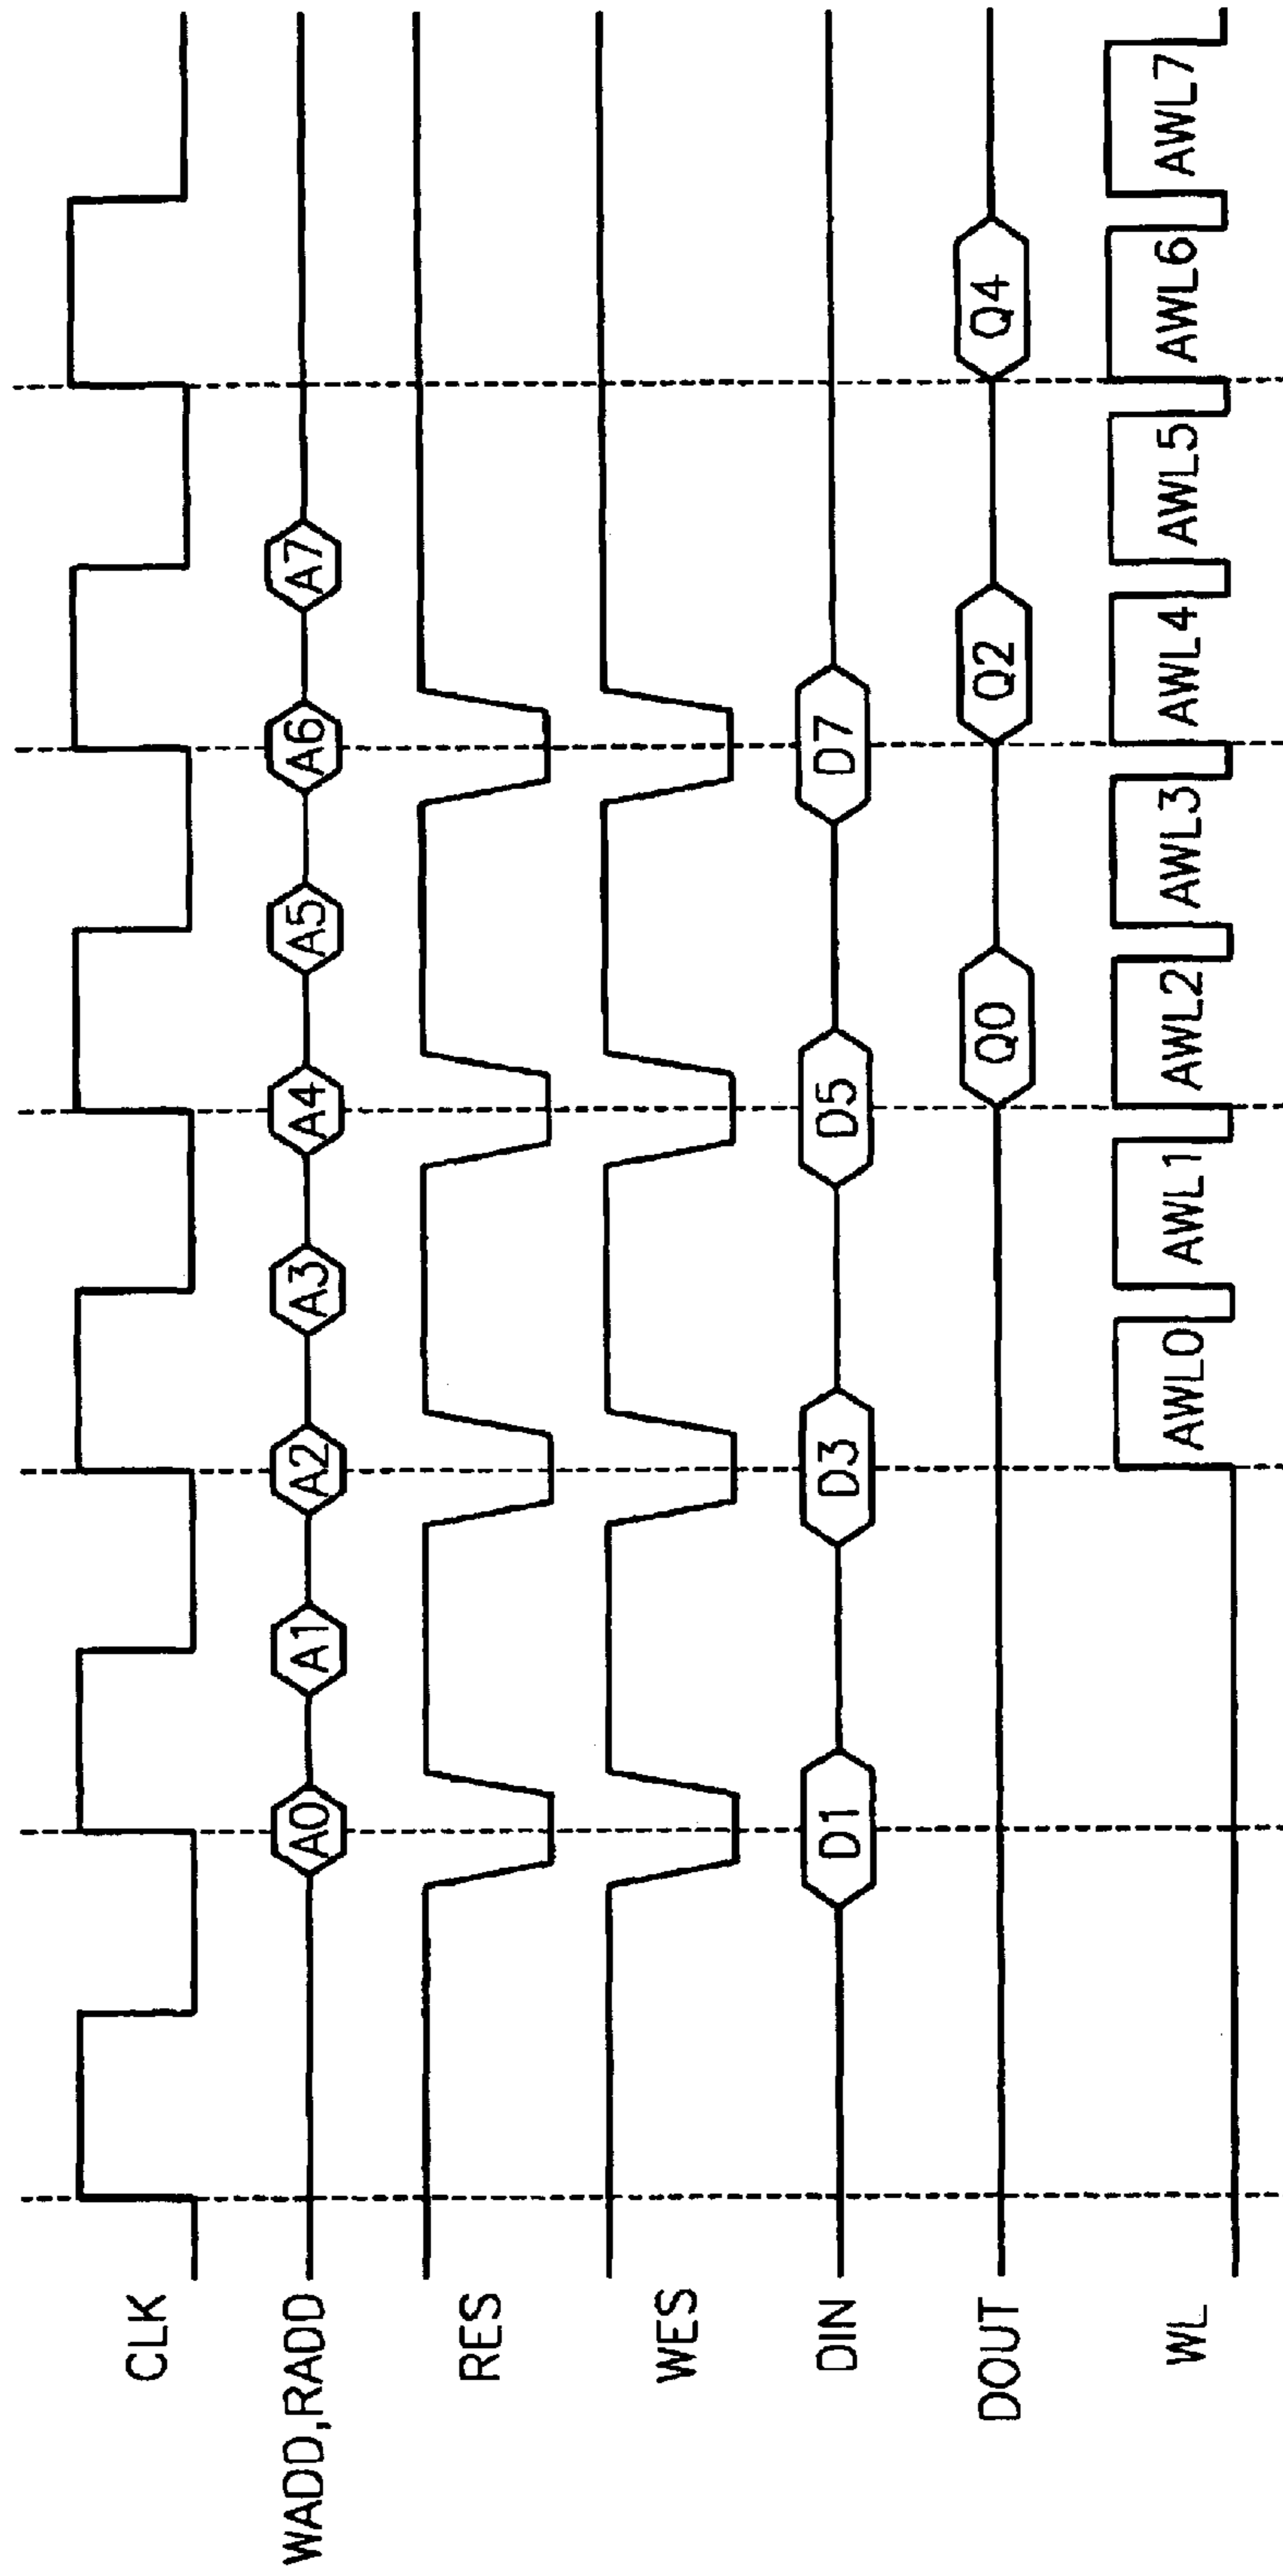 CLK
WADD,RADD A0 A1 A2 A3 A4 A5 A6 A7
RES
WES
DIN D1 D3 D5 D7
DOUT Q0 Q2 Q4
WL AWL0 AWL1 AWL2 AWL3 AWL4 AWL5 AWL6 AWL7